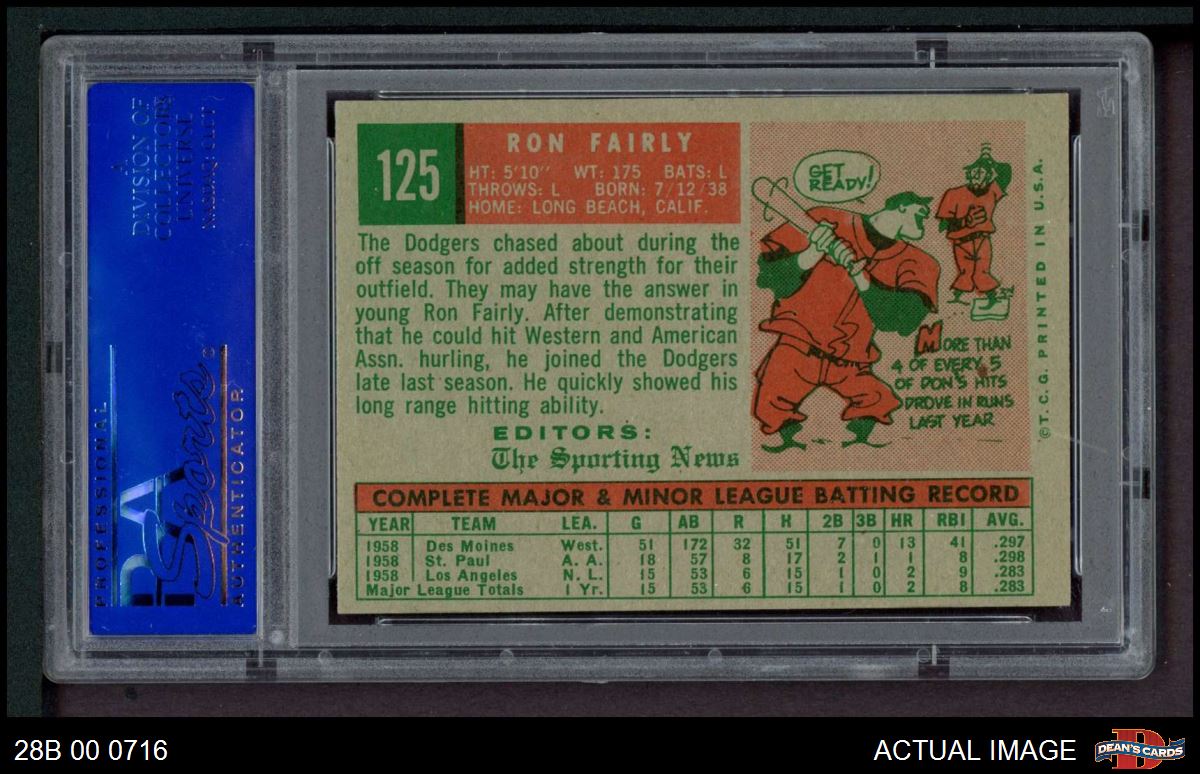 A
DIVISION OF
COLLECTORS
UNIVERSE
NASDAQ: CLCT
PROFESSIONAL
PSA
Sports
AUTHENTICATOR
125
RON FAIRLY
HT: 5'10" WT: 175 BATS: L
THROWS: L BORN: 7/12/38
HOME: LONG BEACH, CALIF.
The Dodgers chased about during the
off season for added strength for their
outfield. They may have the answer in
young Ron Fairly. After demonstrating
that he could hit Western and American
Assn. hurling, he joined the Dodgers
late last season. He quickly showed his
long range hitting ability.
EDITORS:
The Sporting News
GET
READY!
MORE THAN
4 OF EVERY 5
OF DON'S HITS
DROVE IN RUNS
LAST YEAR
©T. C. G. PRINTED IN U.S.A.
COMPLETE MAJOR & MINOR LEAGUE BATTING RECORD
YEAR TEAM LEA. G AB R H 2B 3B HR RBI AVG.
1958 Des Moines West. 51 172 32 51 7 0 13 41 .297
1958 St. Paul A. A. 18 57 8 17 2 1 1 8 .298
1958 Los Angeles N. L. 15 53 6 15 1 0 2 9 .283
Major League Totals 1 Yr. 15 53 6 15 1 0 2 8 .283
28B 00 0716
ACTUAL IMAGE
DEAN'S CARDS